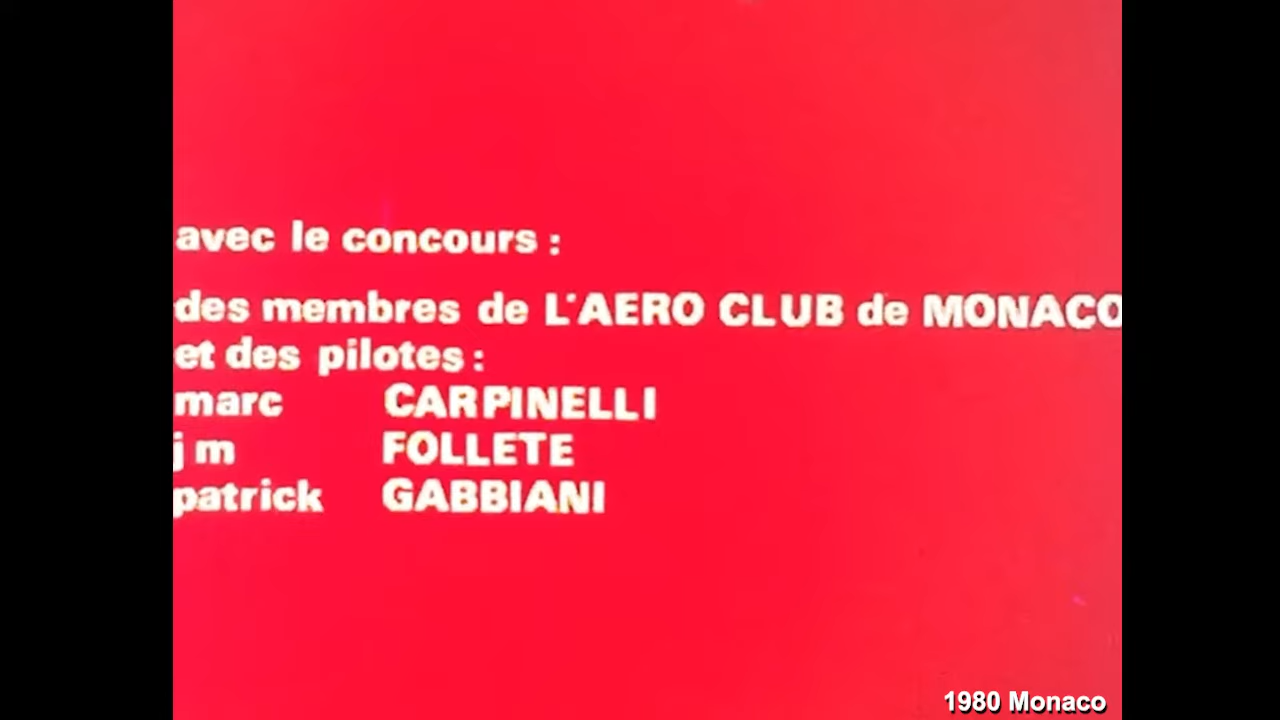 avec le concours :
des membres de L'AERO CLUB de MONACO
et des pilotes :
marc CARPINELLI
j m FOLLETE
patrick GABBIANI
1980 Monaco